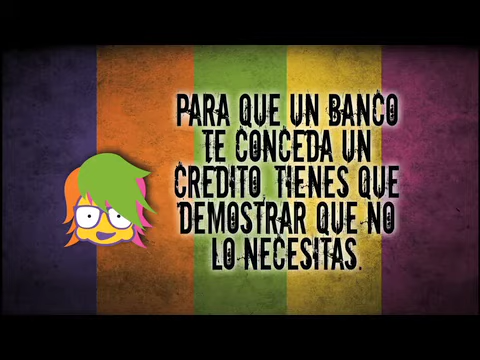 PARA QUE UN BANCO
TE CONCEDA UN
CREDITO, TIENES QUE
DEMOSTRAR QUE NO
LO NECESITAS.